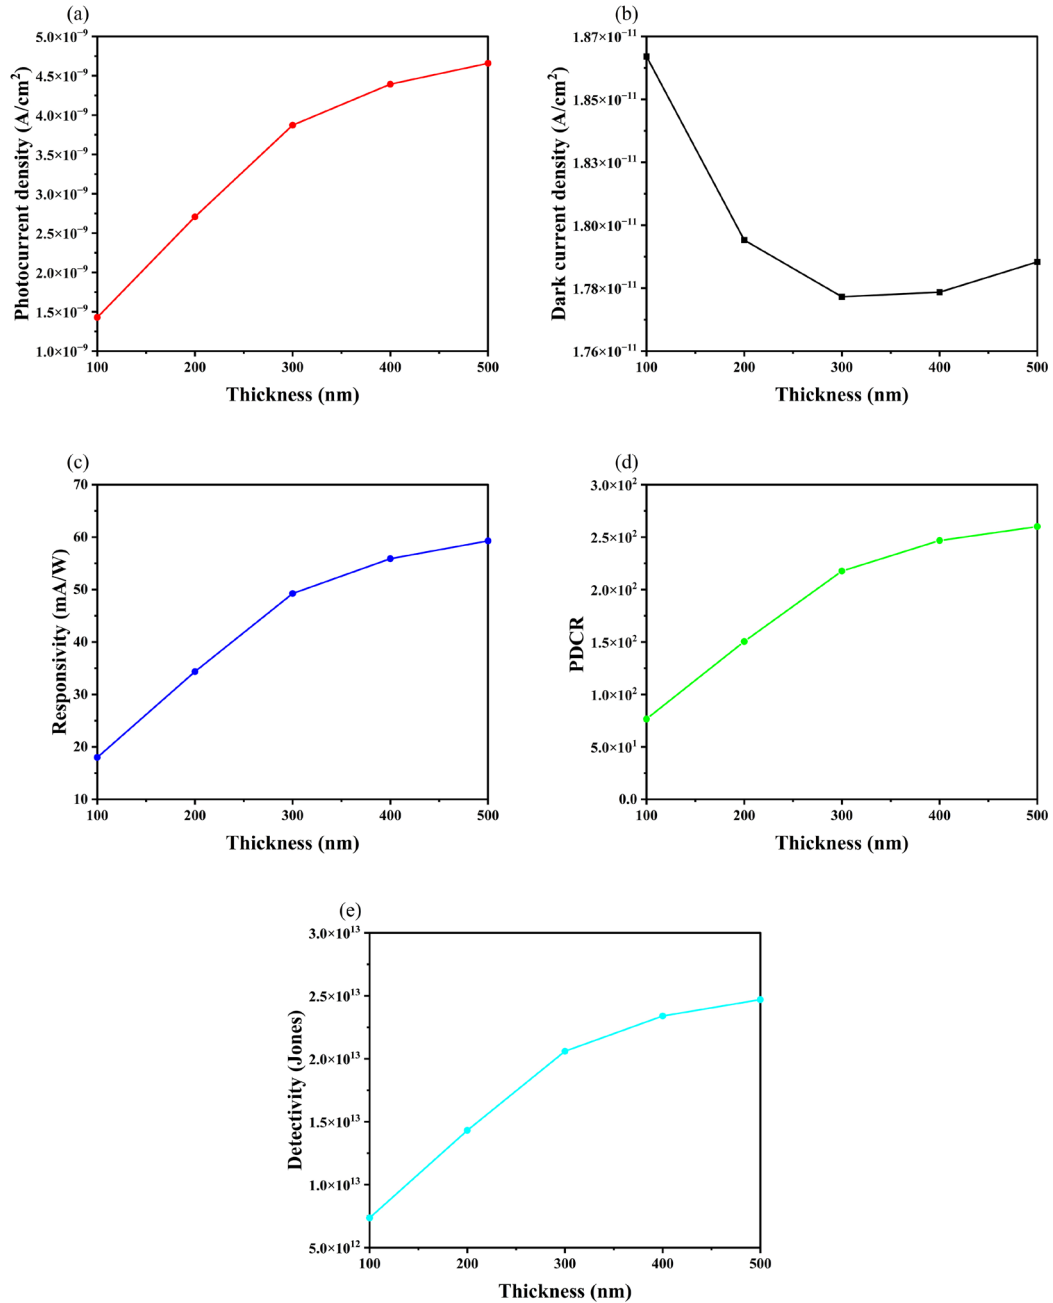 (a)
5.0×10⁻⁹
4.5×10⁻⁹
4.0×10⁻⁹
3.5×10⁻⁹
3.0×10⁻⁹
2.5×10⁻⁹
2.0×10⁻⁹
1.5×10⁻⁹
1.0×10⁻⁹
Photocurrent density (A/cm²)
100 200 300 400 500
Thickness (nm)
(b)
1.87×10⁻¹¹
1.85×10⁻¹¹
1.83×10⁻¹¹
1.80×10⁻¹¹
1.78×10⁻¹¹
1.76×10⁻¹¹
Dark current density (A/cm²)
100 200 300 400 500
Thickness (nm)
(c)
70
60
50
40
30
20
10
Responsivity (mA/W)
100 200 300 400 500
Thickness (nm)
(d)
3.0×10²
2.5×10²
2.0×10²
1.5×10²
1.0×10²
5.0×10¹
0.0
PDCR
100 200 300 400 500
Thickness (nm)
(e)
3.0×10¹³
2.5×10¹³
2.0×10¹³
1.5×10¹³
1.0×10¹³
5.0×10¹²
Detectivity (Jones)
100 200 300 400 500
Thickness (nm)